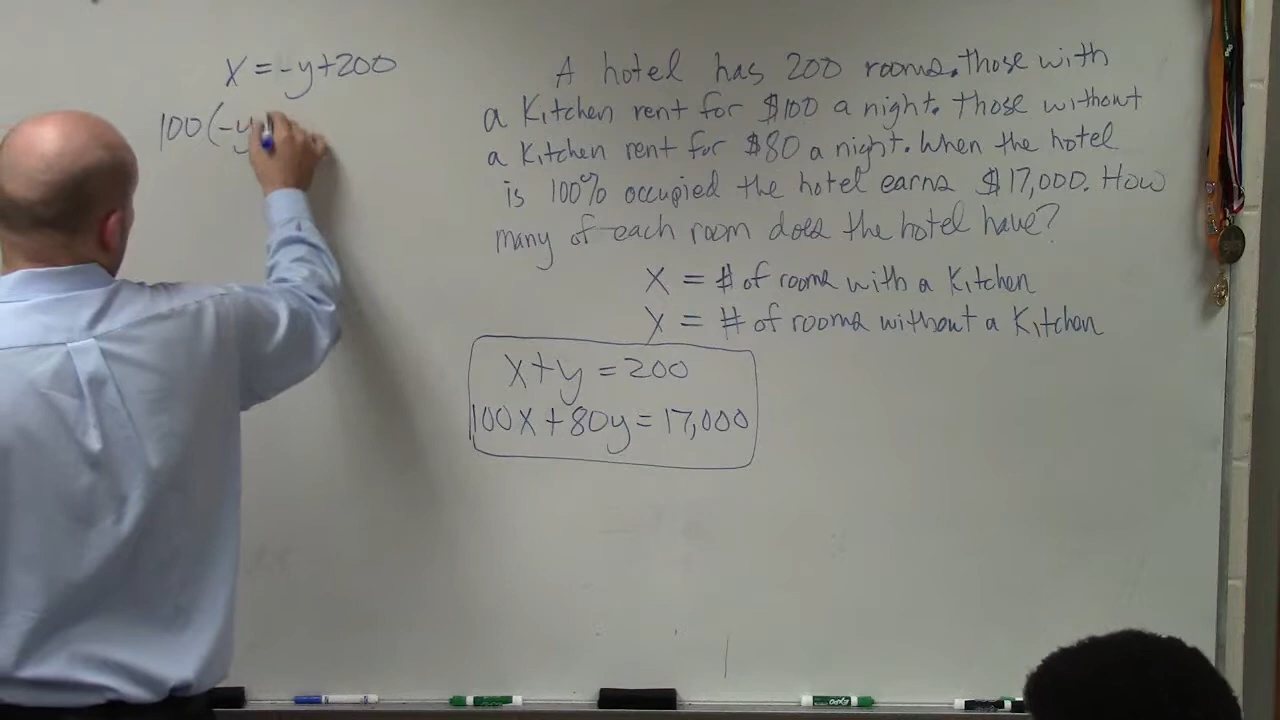 x = -y + 200
100(-y
A hotel has 200 rooms. Those with
a Kitchen rent for $100 a night. Those without
a Kitchen rent for $80 a night. When the hotel
is 100% occupied the hotel earns $17,000. How
many of each room does the hotel have?
X = # of rooms with a Kitchen
Y = # of rooms without a Kitchen
x + y = 200
100x + 80y = 17,000